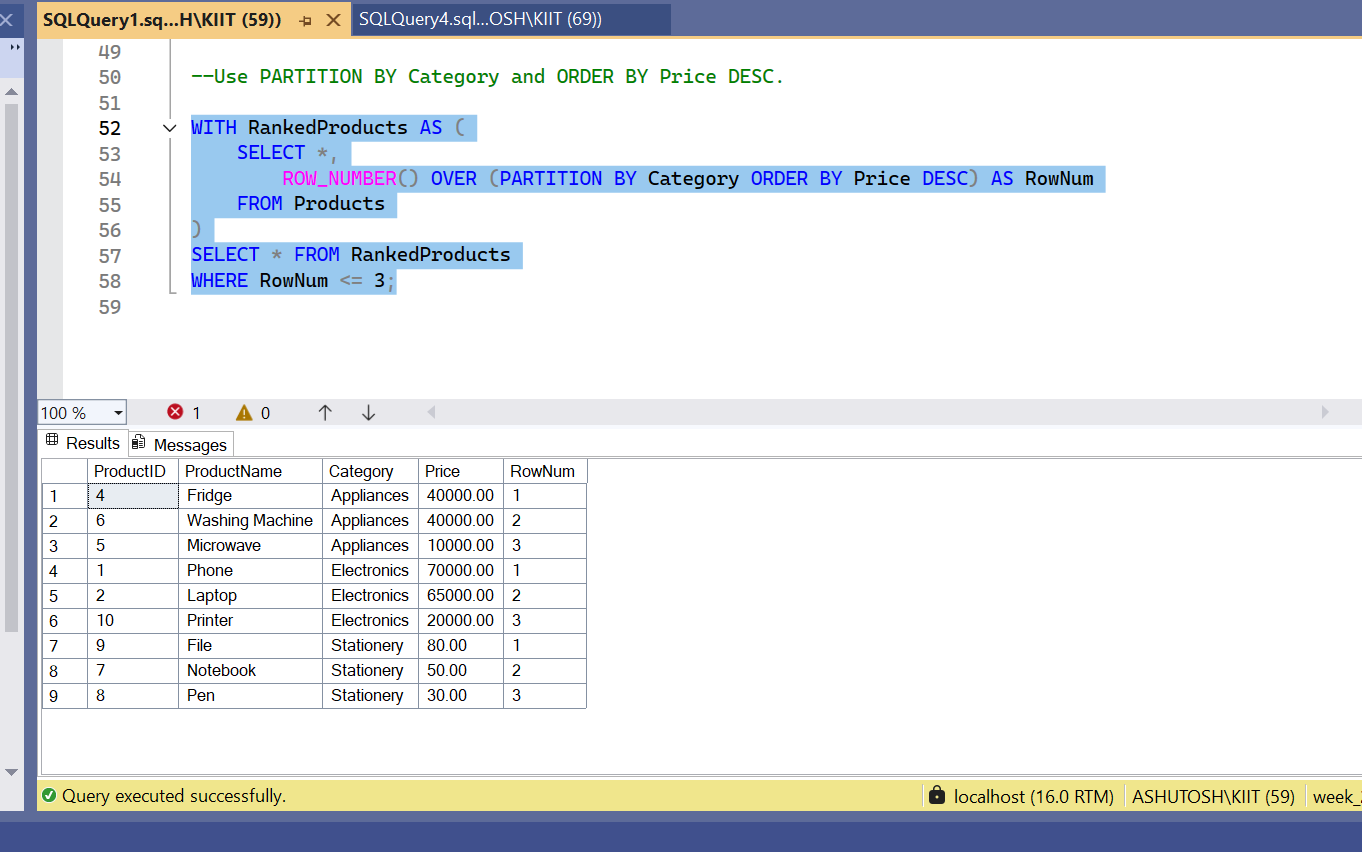 SQLQuery1.sq...H\KIIT (59)) SQLQuery4.sql...OSH\KIIT (69))
49
50 --Use PARTITION BY Category and ORDER BY Price DESC.
51
52 WITH RankedProducts AS (
53 SELECT *,
54 ROW_NUMBER() OVER (PARTITION BY Category ORDER BY Price DESC) AS RowNum
55 FROM Products
56 )
57 SELECT * FROM RankedProducts
58 WHERE RowNum <= 3;
59
100 % 1 0
Results Messages
ProductID ProductName Category Price RowNum
1 4 Fridge Appliances 40000.00 1
2 6 Washing Machine Appliances 40000.00 2
3 5 Microwave Appliances 10000.00 3
4 1 Phone Electronics 70000.00 1
5 2 Laptop Electronics 65000.00 2
6 10 Printer Electronics 20000.00 3
7 9 File Stationery 80.00 1
8 7 Notebook Stationery 50.00 2
9 8 Pen Stationery 30.00 3
Query executed successfully. localhost (16.0 RTM) ASHUTOSH\KIIT (59) week_